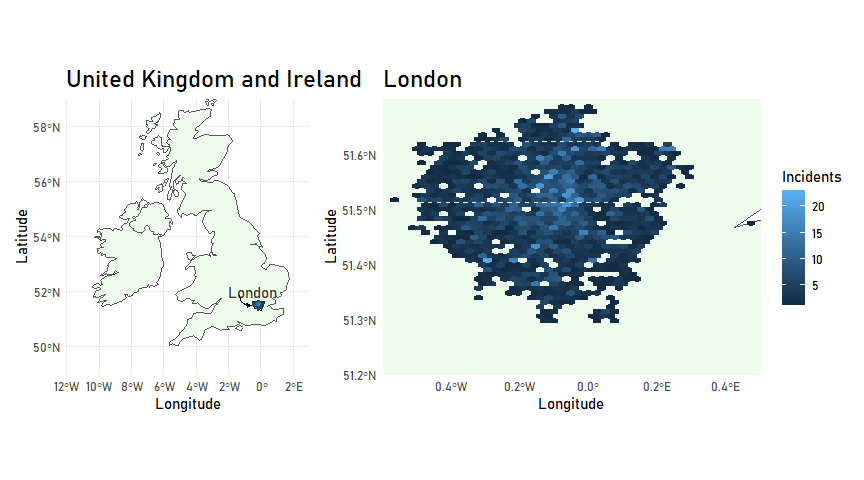 United Kingdom and Ireland
London
58°N
56°N
54°N
52°N
50°N
Latitude
London
12°W 10°W 8°W 6°W 4°W 2°W 0° 2°E
Longitude
51.6°N
51.5°N
51.4°N
51.3°N
51.2°N
Latitude
0.4°W 0.2°W 0.0° 0.2°E 0.4°E
Longitude
Incidents
20
15
10
5